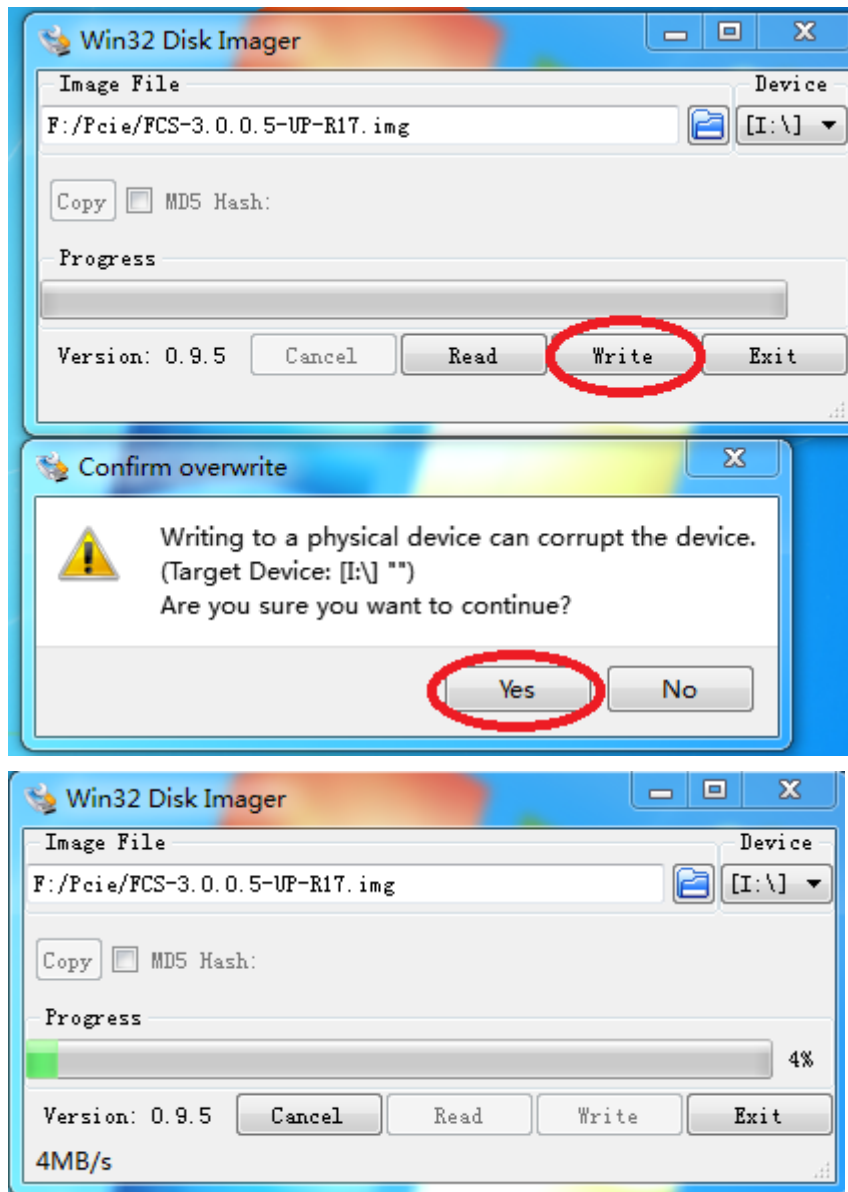 Win32 Disk Imager
Image File Device
F:/Pcie/FCS-3.0.0.5-UP-R17.img [I:\]
Copy MD5 Hash:
Progress
Version: 0.9.5 Cancel Read Write Exit
Confirm overwrite
Writing to a physical device can corrupt the device.
(Target Device: [I:\] "")
Are you sure you want to continue?
Yes No
Win32 Disk Imager
Image File Device
F:/Pcie/FCS-3.0.0.5-UP-R17.img [I:\]
Copy MD5 Hash:
Progress
4%
Version: 0.9.5 Cancel Read Write Exit
4MB/s